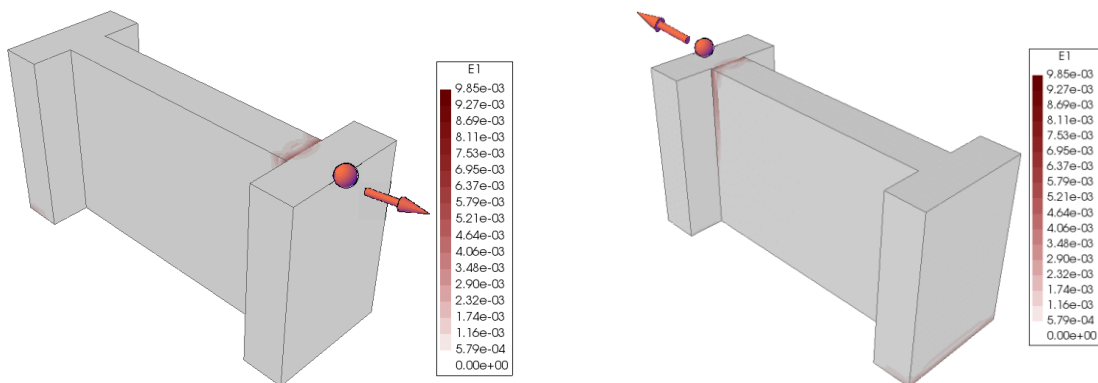 E1
9.85e-03
9.27e-03
8.69e-03
8.11e-03
7.53e-03
6.95e-03
6.37e-03
5.79e-03
5.21e-03
4.64e-03
4.06e-03
3.48e-03
2.90e-03
2.32e-03
1.74e-03
1.16e-03
5.79e-04
0.00e+00
E1
9.85e-03
9.27e-03
8.69e-03
8.11e-03
7.53e-03
6.95e-03
6.37e-03
5.79e-03
5.21e-03
4.64e-03
4.06e-03
3.48e-03
2.90e-03
2.32e-03
1.74e-03
1.16e-03
5.79e-04
0.00e+00